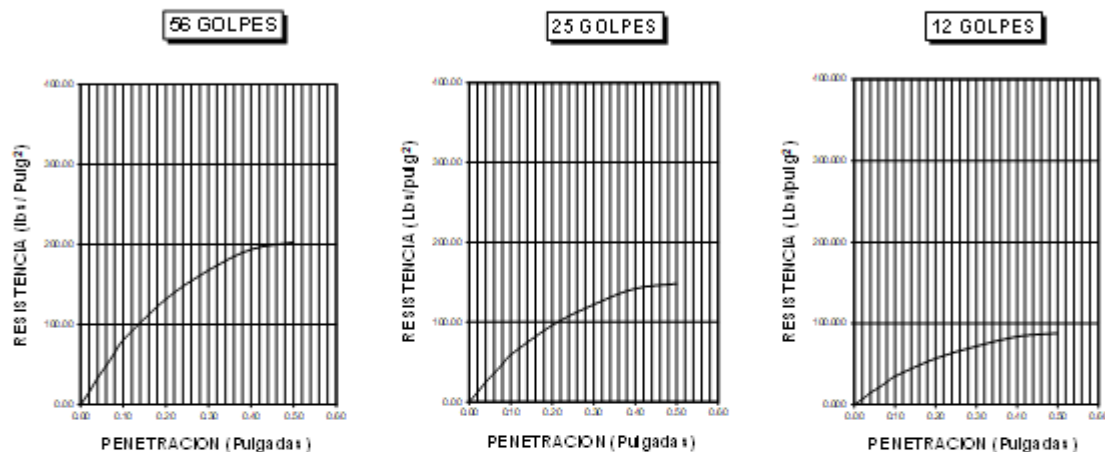 56 GOLPES
25 GOLPES
12 GOLPES
RESISTENCIA (lbs / Pulg²)
400.00
300.00
200.00
100.00
0.00
0.00 0.10 0.20 0.30 0.40 0.50 0.60
PENETRACION (Pulgadas)
RESISTENCIA (Lbs/pulg²)
400.00
300.00
200.00
100.00
0.00
0.00 0.10 0.20 0.30 0.40 0.50 0.60
PENETRACION (Pulgadas)
RESISTENCIA (Lbs/pulg²)
400.000
300.000
200.000
100.000
0.000
0.00 0.10 0.20 0.30 0.40 0.50 0.60
PENETRACION (Pulgadas)